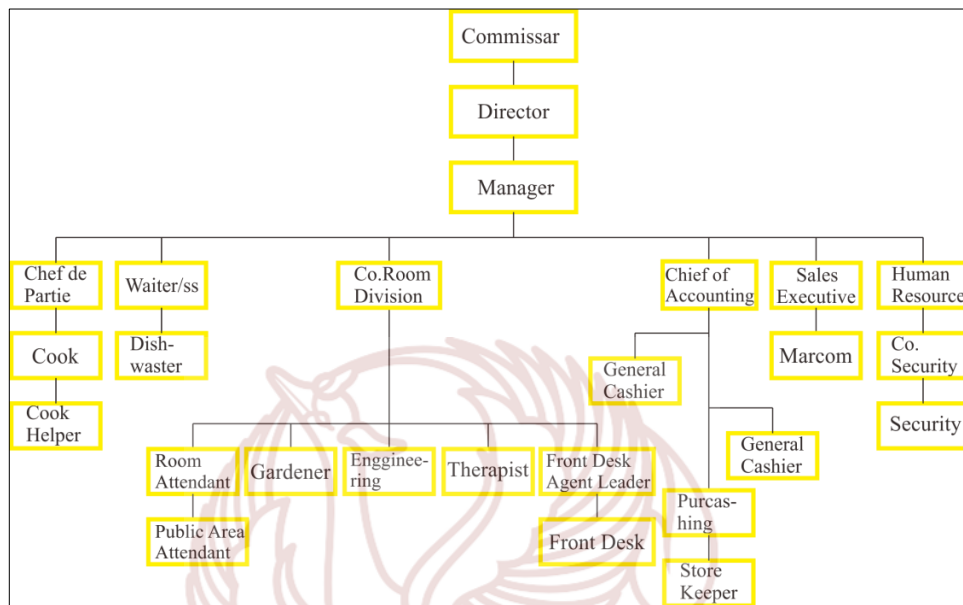 Commissar
Director
Manager
Chef de
Partie
Waiter/ss
Co.Room
Division
Chief of
Accounting
Sales
Executive
Human
Resource
Cook
Dish-
waster
General
Cashier
Marcom
Co.
Security
Cook
Helper
Security
Room
Attendant
Gardener
Engginee-
ring
Therapist
Front Desk
Agent Leader
General
Cashier
Public Area
Attendant
Front Desk
Purcas-
hing
Store
Keeper